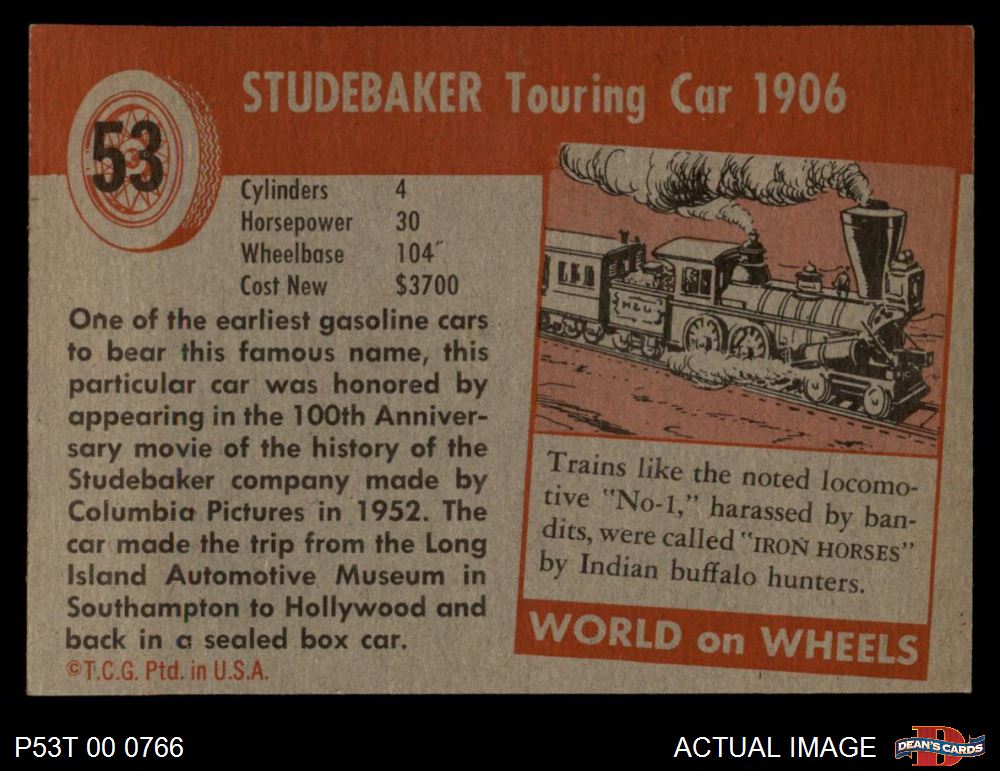 STUDEBAKER Touring Car 1906
53
Cylinders 4
Horsepower 30
Wheelbase 104"
Cost New $3700
One of the earliest gasoline cars
to bear this famous name, this
particular car was honored by
appearing in the 100th Anniver-
sary movie of the history of the
Studebaker company made by
Columbia Pictures in 1952. The
car made the trip from the Long
Island Automotive Museum in
Southampton to Hollywood and
back in a sealed box car.
©T.C.G. Ptd. in U.S.A.
Trains like the noted locomo-
tive "No-1," harassed by ban-
dits, were called "IRON HORSES"
by Indian buffalo hunters.
WORLD on WHEELS
P53T 00 0766
ACTUAL IMAGE
DEAN'S CARDS